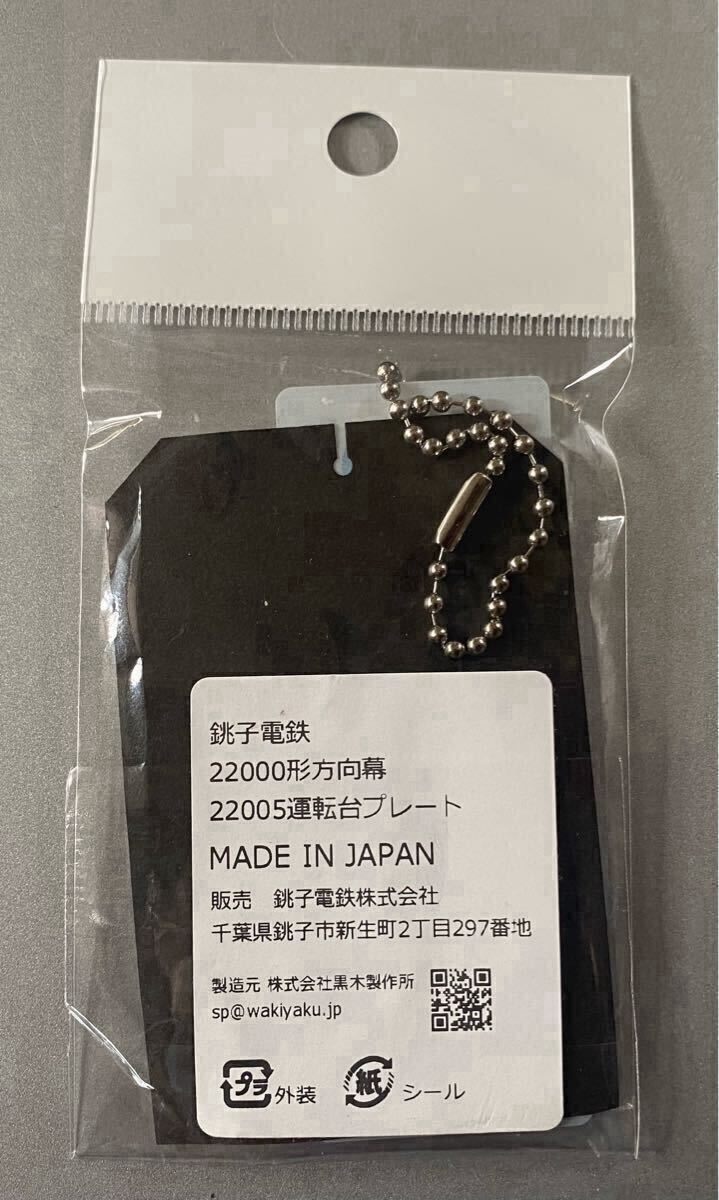 銚子電鉄
22000形方向幕
22005運転台プレート
MADE IN JAPAN
販売　銚子電鉄株式会社
千葉県銚子市新生町2丁目297番地
製造元 株式会社黒木製作所
sp@wakiyaku.jp
プラ 外装 紙 シール